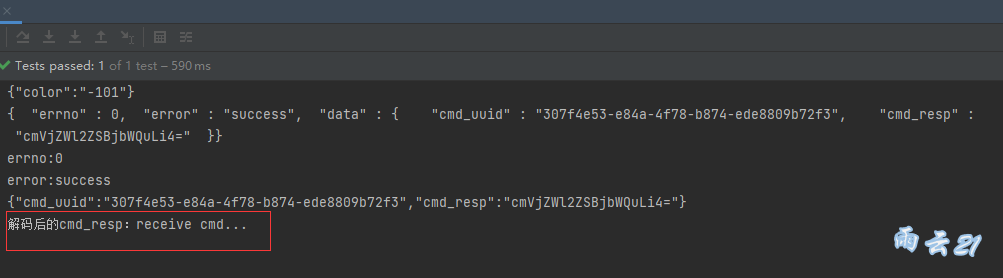 Tests passed: 1 of 1 test – 590 ms
{"color":"-101"}
{  "errno" : 0,  "error" : "success",  "data" : {    "cmd_uuid" : "307f4e53-e84a-4f78-b874-ede8809b72f3",    "cmd_resp" :
"cmVjZWl2ZSBjbWQuLi4="  }}
errno:0
error:success
{"cmd_uuid":"307f4e53-e84a-4f78-b874-ede8809b72f3","cmd_resp":"cmVjZWl2ZSBjbWQuLi4="}
解码后的cmd_resp：receive cmd...
雨云21